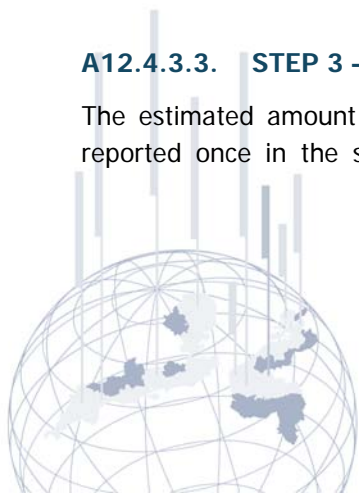 A12.4.3.3. STEP 3 -
The estimated amount
reported once in the